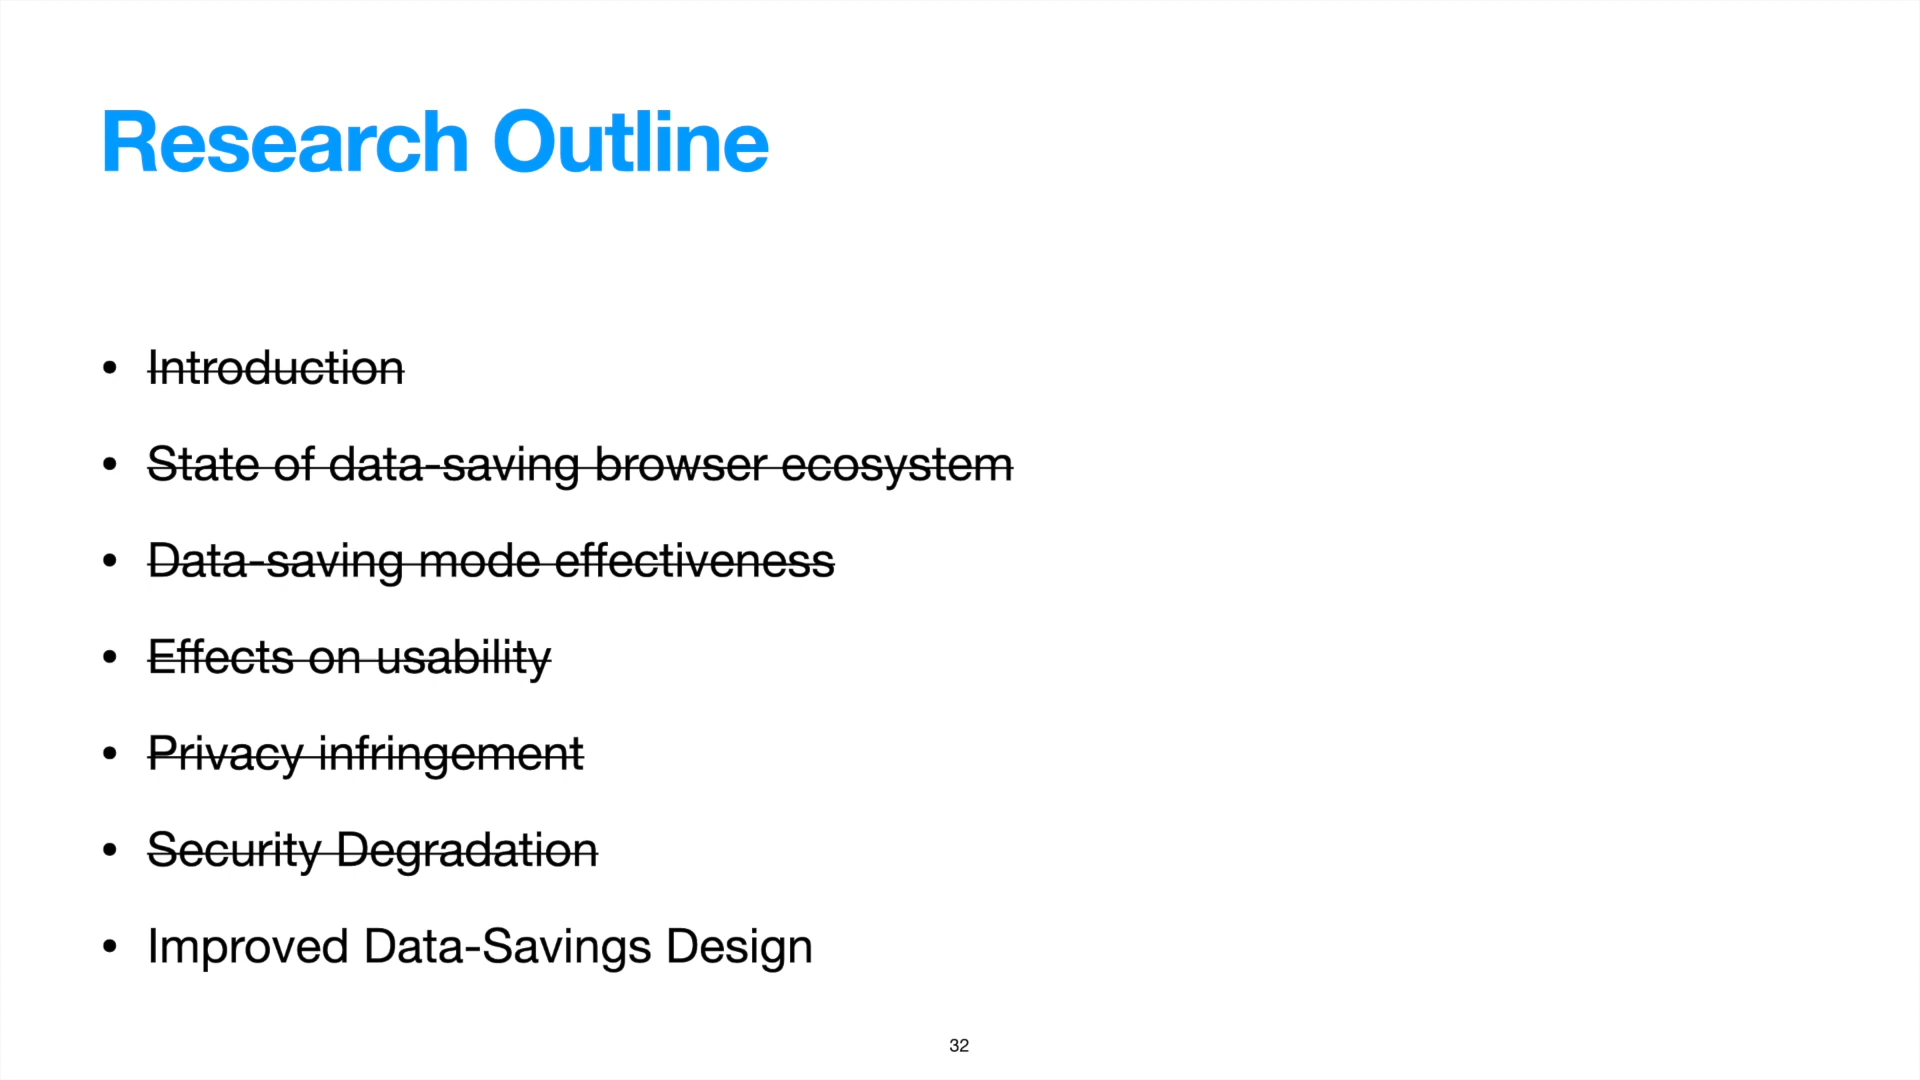 Research Outline
• Introduction
• State of data-saving browser ecosystem
• Data-saving mode effectiveness
• Effects on usability
• Privacy infringement
• Security Degradation
• Improved Data-Savings Design
32